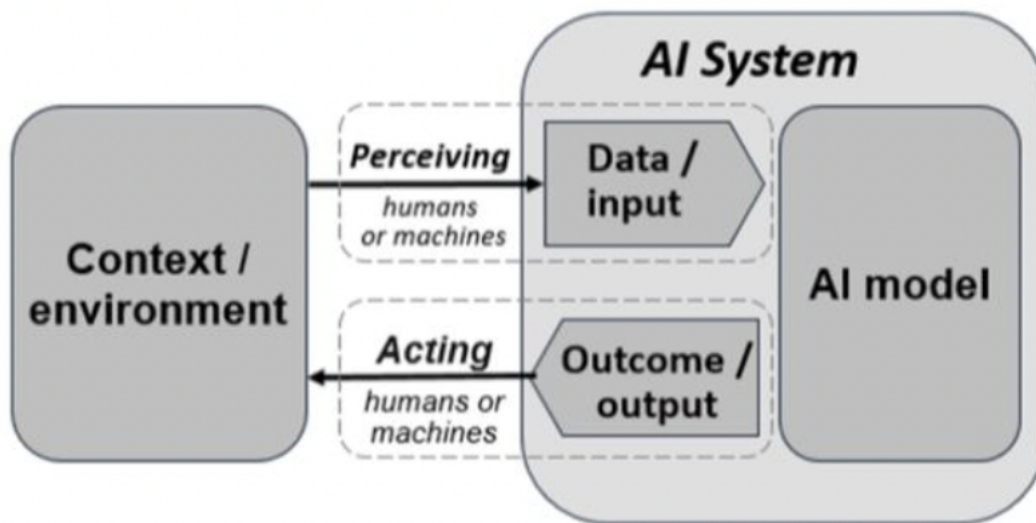 AI System
Perceiving
humans
or machines
Data /
input
Context /
environment
AI model
Acting
humans or
machines
Outcome /
output